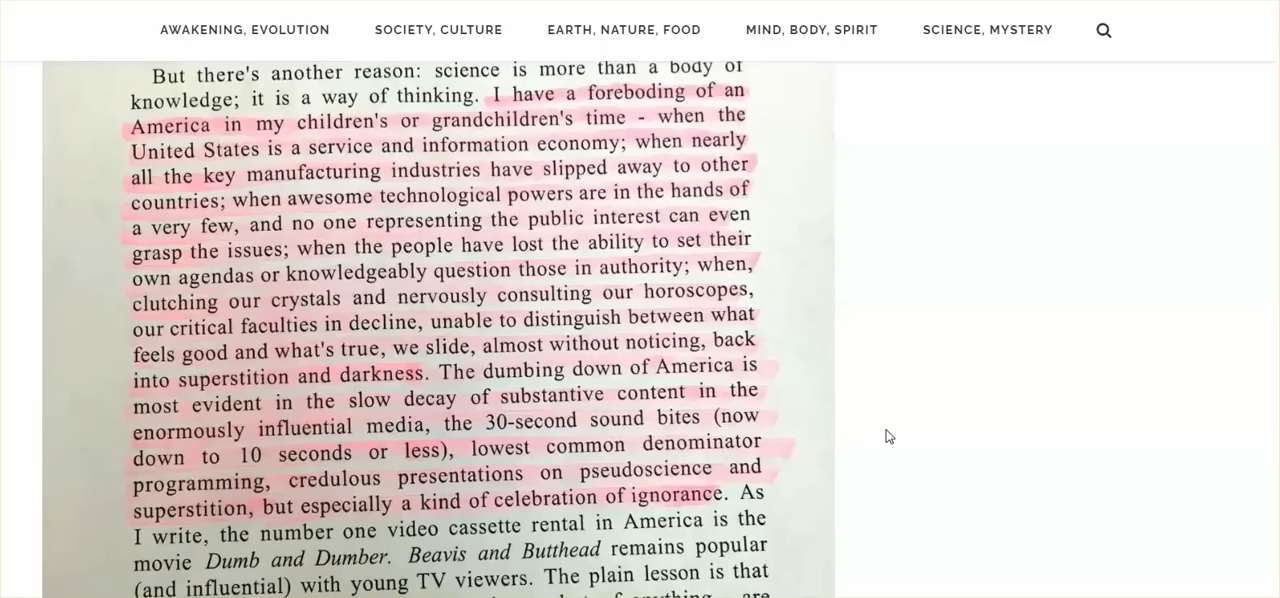 AWAKENING, EVOLUTION SOCIETY, CULTURE EARTH, NATURE, FOOD MIND, BODY, SPIRIT SCIENCE, MYSTERY
But there's another reason: science is more than a body of
knowledge; it is a way of thinking. I have a foreboding of an
America in my children's or grandchildren's time - when the
United States is a service and information economy; when nearly
all the key manufacturing industries have slipped away to other
countries; when awesome technological powers are in the hands of
a very few, and no one representing the public interest can even
grasp the issues; when the people have lost the ability to set their
own agendas or knowledgeably question those in authority; when,
clutching our crystals and nervously consulting our horoscopes,
our critical faculties in decline, unable to distinguish between what
feels good and what's true, we slide, almost without noticing, back
into superstition and darkness. The dumbing down of America is
most evident in the slow decay of substantive content in the
enormously influential media, the 30-second sound bites (now
down to 10 seconds or less), lowest common denominator
programming, credulous presentations on pseudoscience and
superstition, but especially a kind of celebration of ignorance. As
I write, the number one video cassette rental in America is the
movie Dumb and Dumber. Beavis and Butthead remains popular
(and influential) with young TV viewers. The plain lesson is that